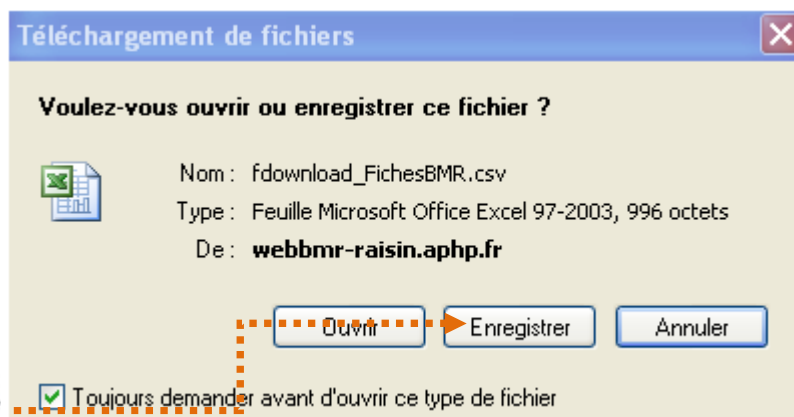 Téléchargement de fichiers
Voulez-vous ouvrir ou enregistrer ce fichier ?
Nom : fdownload_FichesBMR.csv
Type : Feuille Microsoft Office Excel 97-2003, 996 octets
De : webbmr-raisin.aphp.fr
Ouvrir Enregistrer Annuler
Toujours demander avant d'ouvrir ce type de fichier